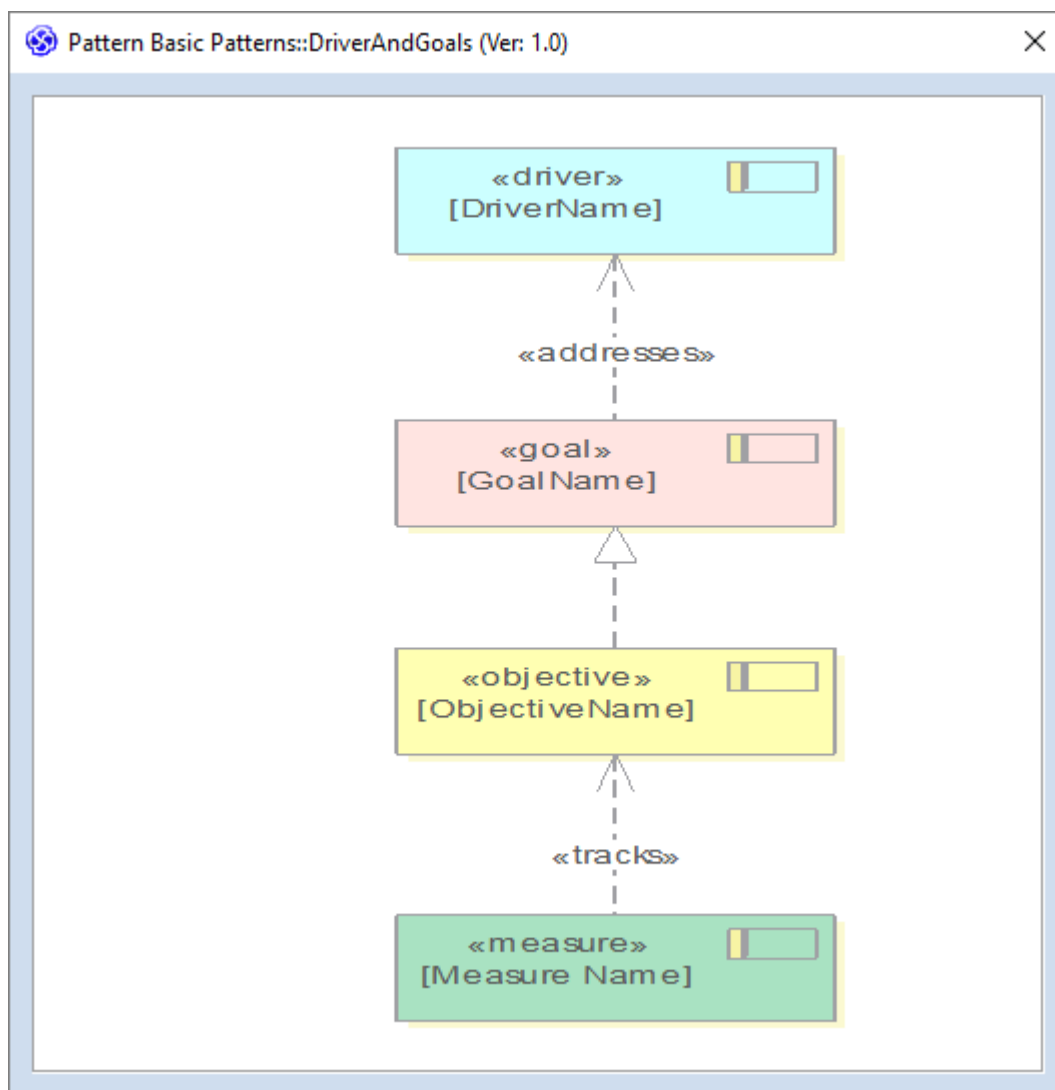 Pattern Basic Patterns::DriverAndGoals (Ver: 1.0)
«driver»
[DriverName]
«addresses»
«goal»
[GoalName]
«objective»
[ObjectiveName]
«tracks»
«measure»
[Measure Name]